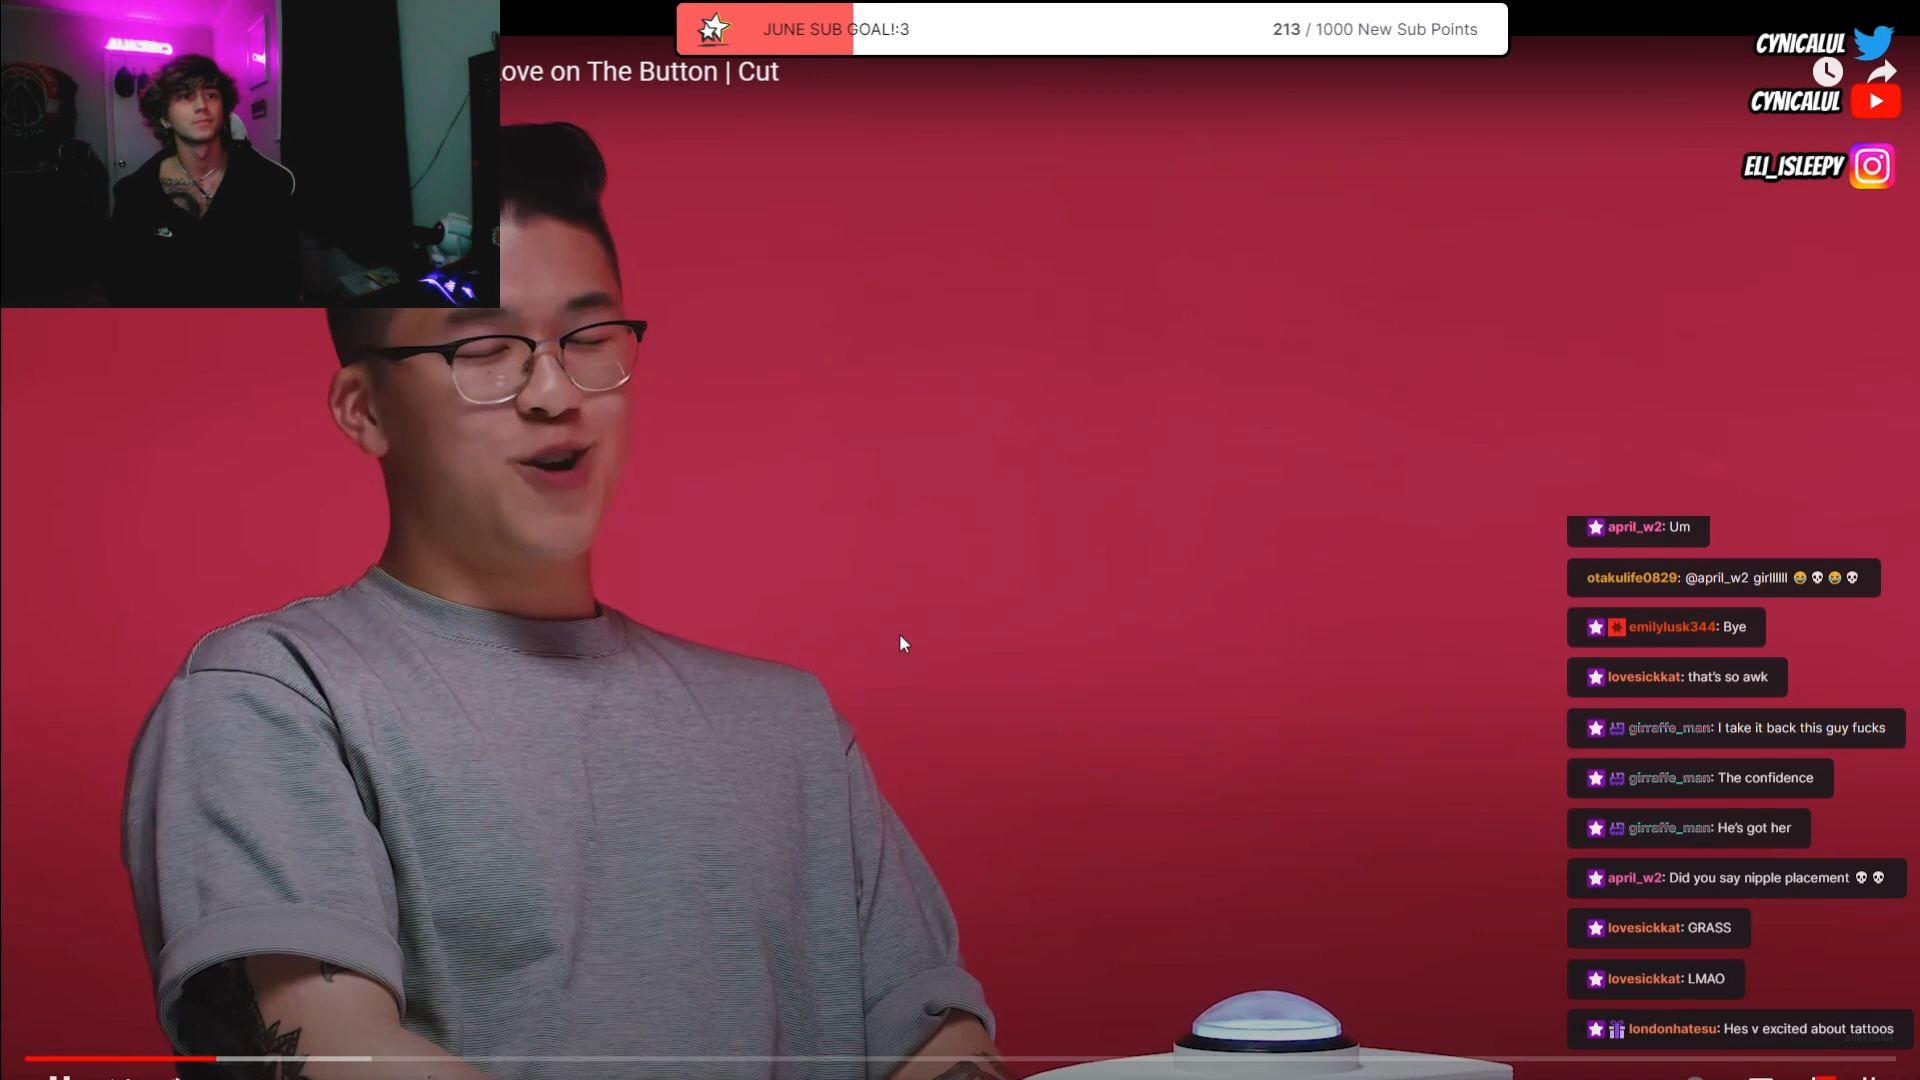 JUNE SUB GOAL!:3
213 / 1000 New Sub Points
ove on The Button | Cut
CYNICALUL
CYNICALUL
ELI_ISLEEPY
april_w2: Um
otakulife0829: @april_w2 girllllll 😂 💀 😂 💀
emilylusk344: Bye
lovesickkat: that's so awk
girraffe_man: I take it back this guy fucks
girraffe_man: The confidence
girraffe_man: He's got her
april_w2: Did you say nipple placement 💀 💀
lovesickkat: GRASS
lovesickkat: LMAO
londonhatesu: Hes v excited about tattoos